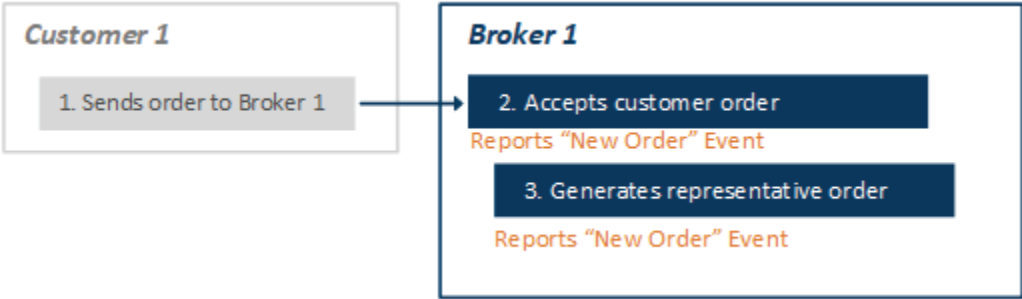 Customer 1
1. Sends order to Broker 1
Broker 1
2. Accepts customer order
Reports “New Order” Event
3. Generates representative order
Reports “New Order” Event